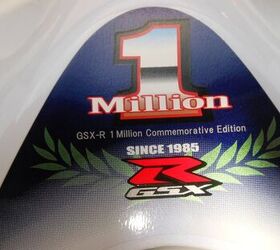 1
Million
GSX-R 1 Million Commemorative Edition
SINCE 1985
R
GSX